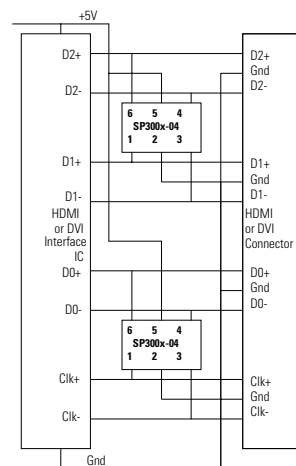 +5V
D2+
D2-
D1+
D1-
HDMI
or DVI
Interface
IC
D0+
D0-
Clk+
Clk-
Gnd
6 5 4
SP300x-04
1 2 3
6 5 4
SP300x-04
1 2 3
D2+
Gnd
D2-
D1+
Gnd
D1-
HDMI
or DVI
Connector
D0+
Gnd
D0-
Clk+
Gnd
Clk-